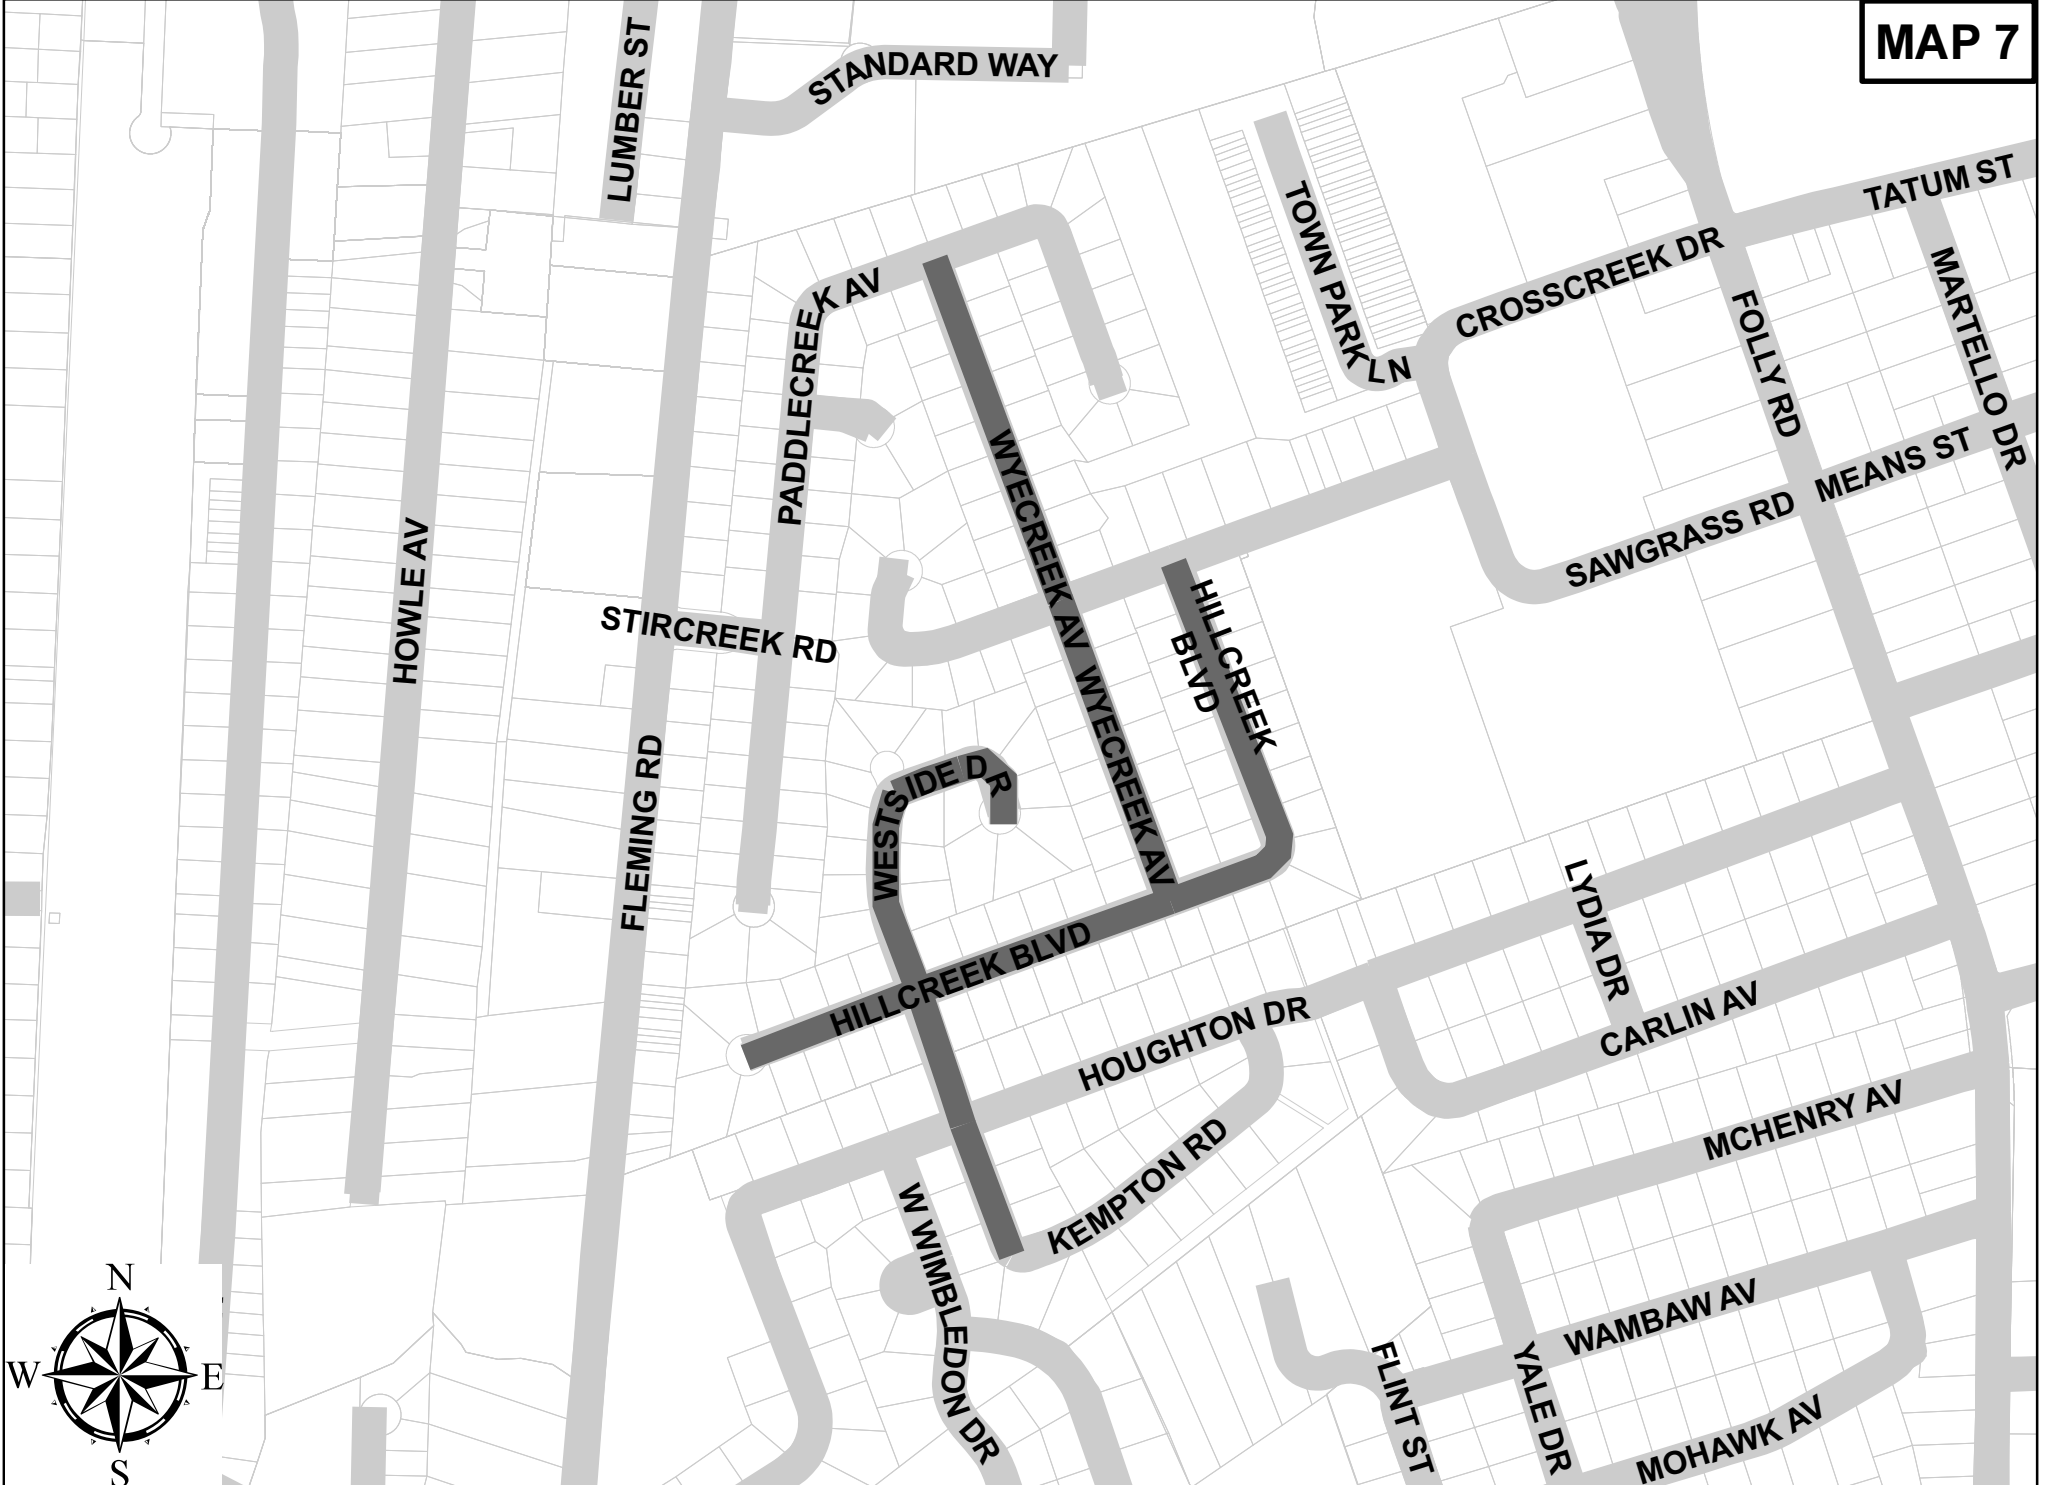 MAP 7
LUMBER ST
STANDARD WAY
TATUM ST
TOWN PARK LN
CROSSCREEK DR
MARTELLO DR
FOLLY RD
PADDLECREEK AV
MEANS ST
SAWGRASS RD
WYECREEK AV
HOWLE AV
STIRCREEK RD
HILLCREEK
BLVD
WYECREEK AV
FLEMING RD
WESTSIDE DR
LYDIA DR
HILLCREEK BLVD
CARLIN AV
HOUGHTON DR
MCHENRY AV
KEMPTON RD
W WIMBLEDON DR
WAMBAW AV
FLINT ST
YALE DR
MOHAWK AV
N
W
E
S